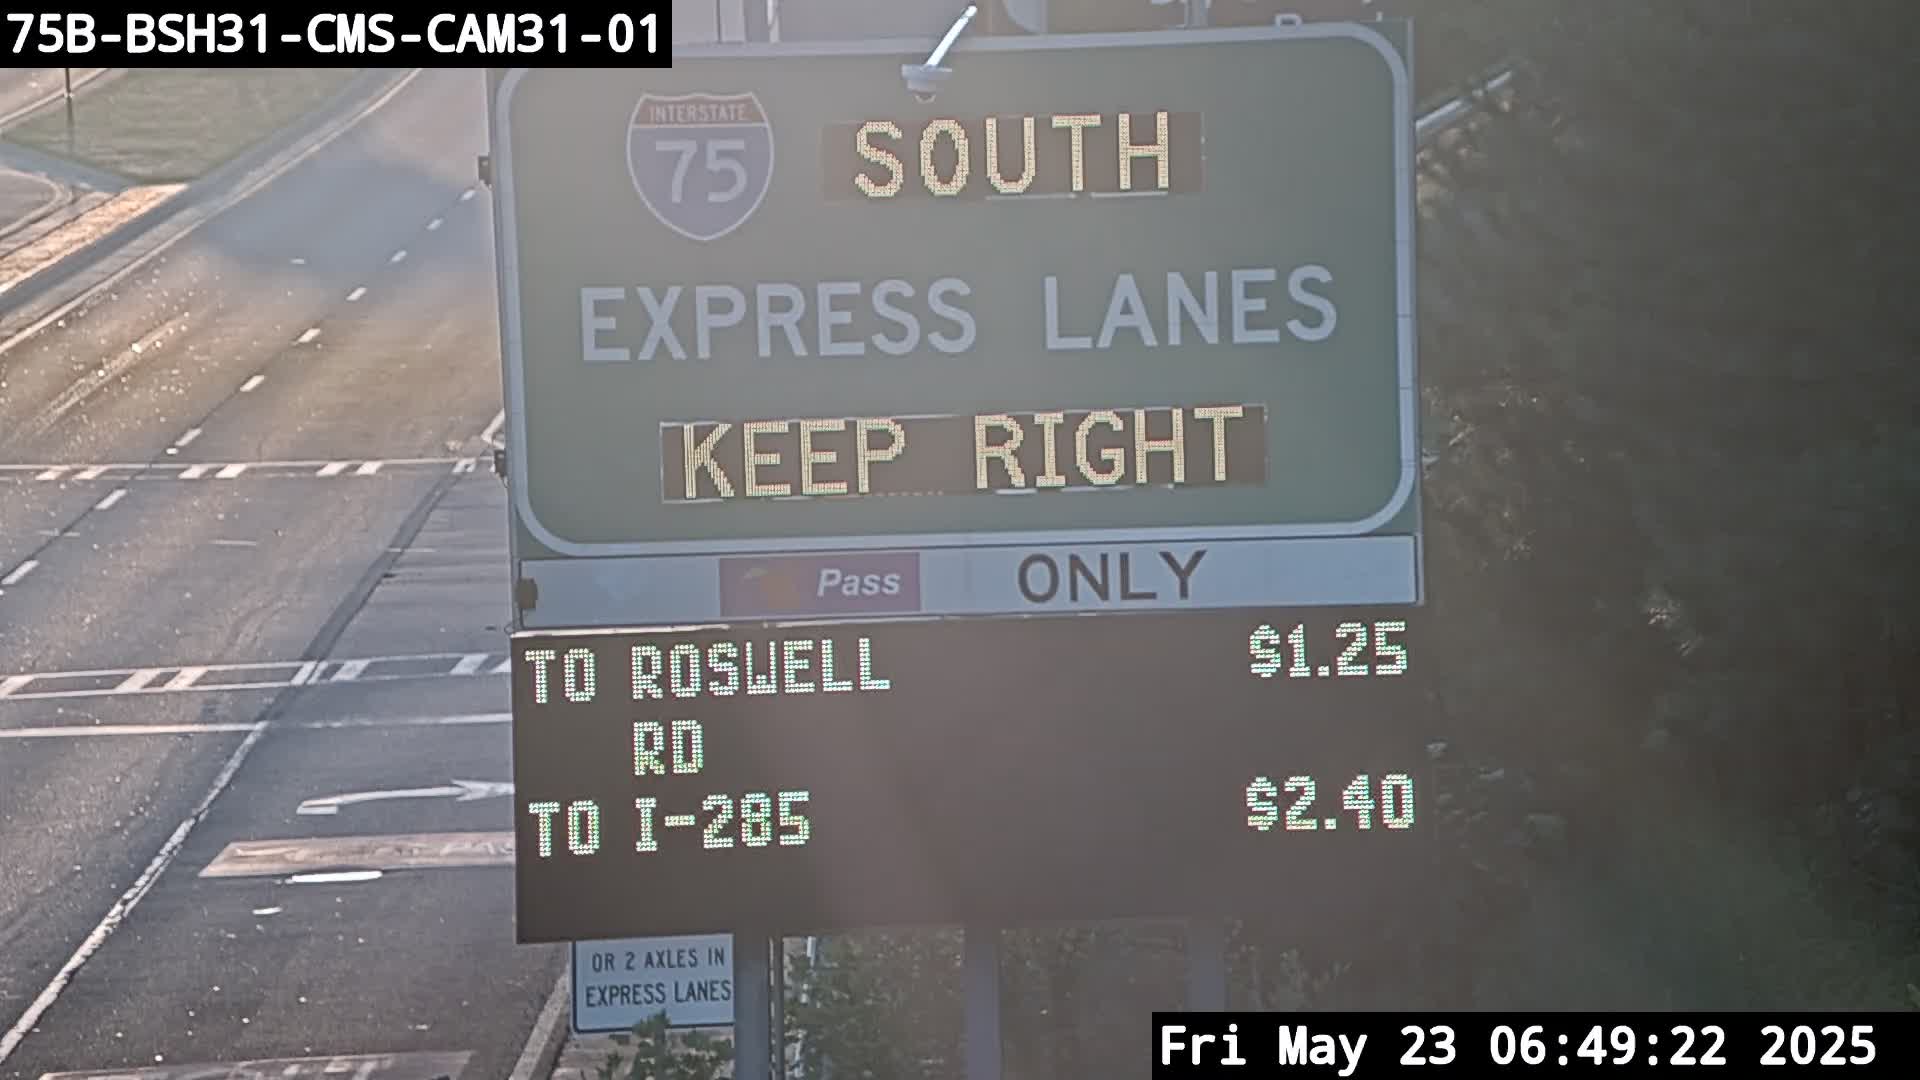 75B-BSH31-CMS-CAM31-01
INTERSTATE
75
SOUTH
EXPRESS LANES
KEEP RIGHT
Pass ONLY
TO ROSWELL $1.25
RD
TO I-285 $2.40
OR 2 AXLES IN
EXPRESS LANES
Fri May 23 06:49:22 2025